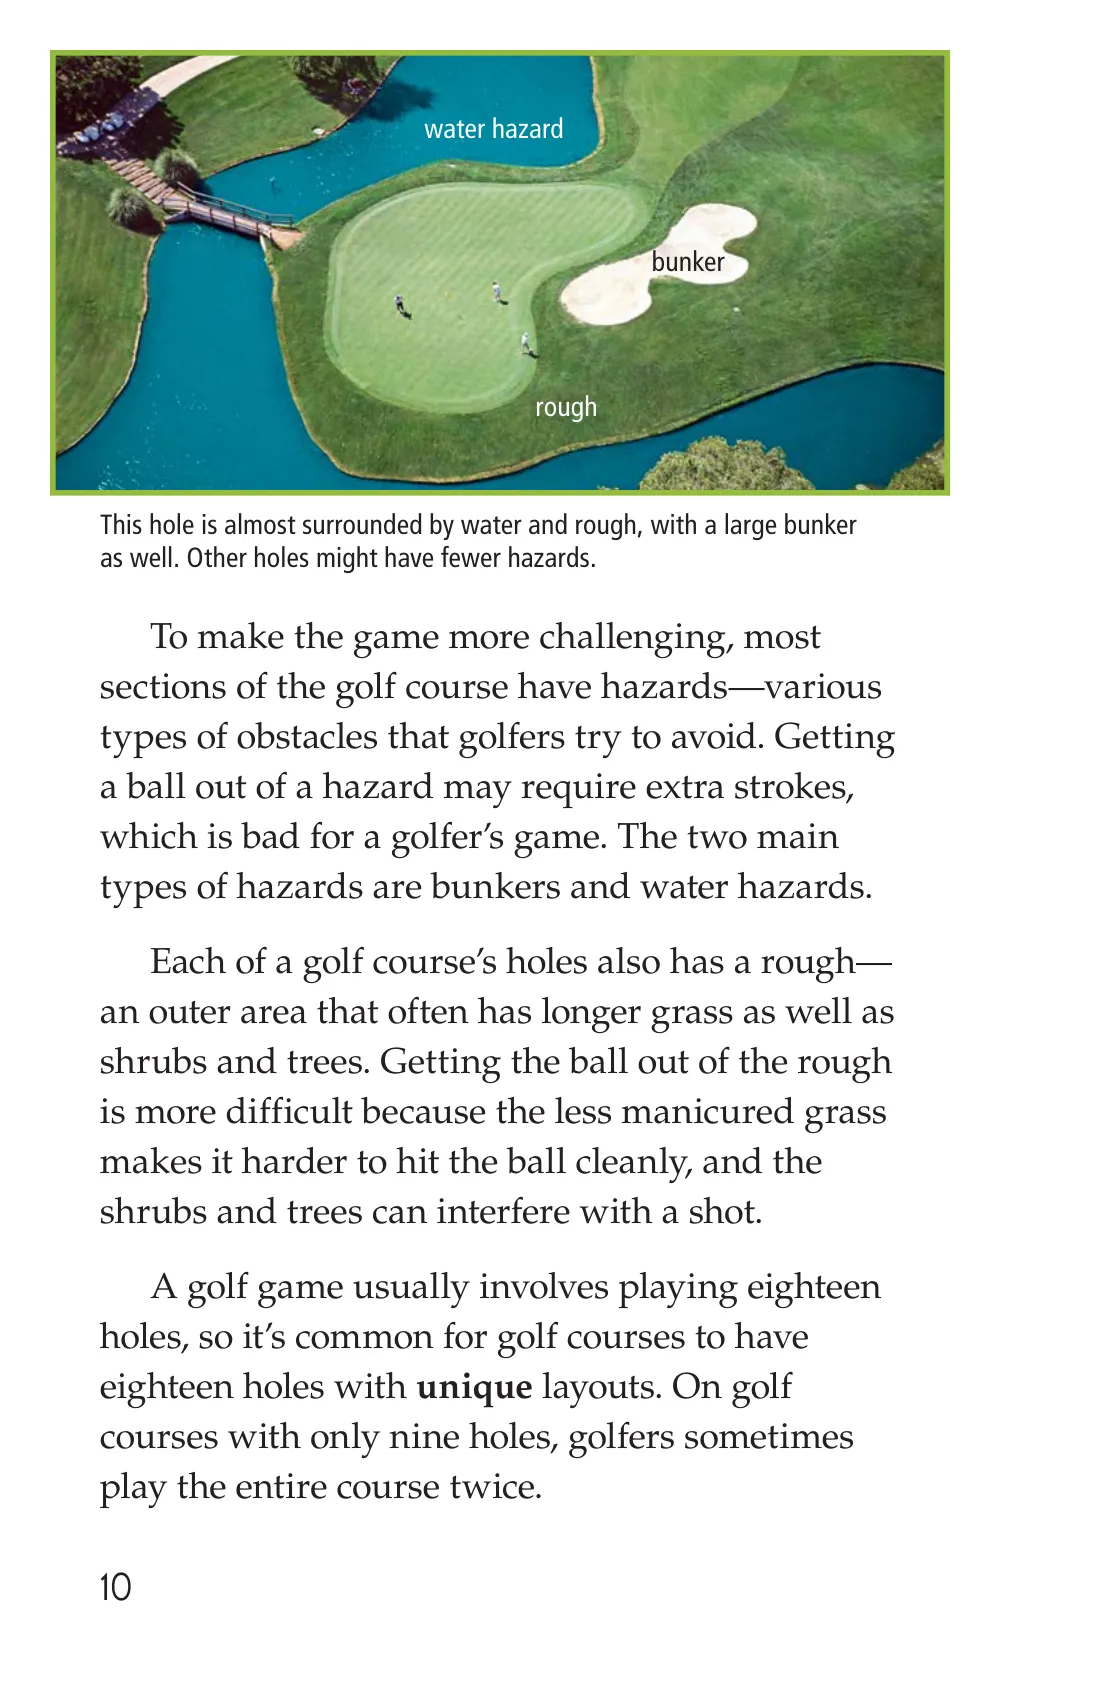 water hazard
bunker
rough
This hole is almost surrounded by water and rough, with a large bunker
as well. Other holes might have fewer hazards.
To make the game more challenging, most
sections of the golf course have hazards—various
types of obstacles that golfers try to avoid. Getting
a ball out of a hazard may require extra strokes,
which is bad for a golfer’s game. The two main
types of hazards are bunkers and water hazards.
Each of a golf course’s holes also has a rough—
an outer area that often has longer grass as well as
shrubs and trees. Getting the ball out of the rough
is more difficult because the less manicured grass
makes it harder to hit the ball cleanly, and the
shrubs and trees can interfere with a shot.
A golf game usually involves playing eighteen
holes, so it’s common for golf courses to have
eighteen holes with unique layouts. On golf
courses with only nine holes, golfers sometimes
play the entire course twice.
10